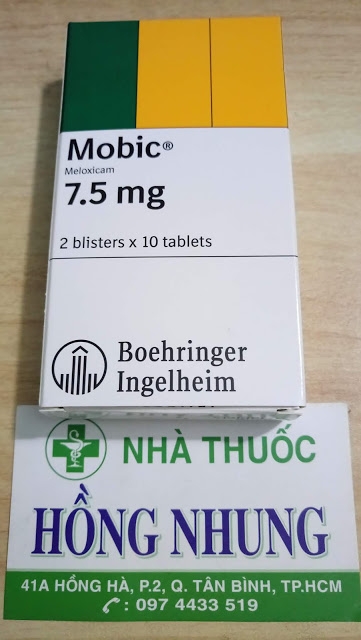 Mobic®
Meloxicam
7.5 mg
2 blisters x 10 tablets
Boehringer
Ingelheim
NHÀ THUỐC
HỒNG NHUNG
41A HỒNG HÀ, P.2, Q. TÂN BÌNH, TP.HCM
: 097 4433 519